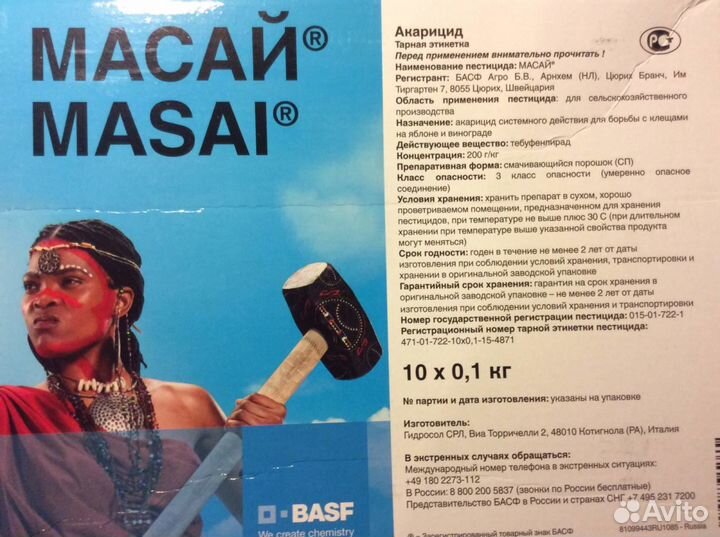 МАСАЙ®
MASAI®
BASF
We create chemistry
Акарицид
Тарная этикетка
Перед применением внимательно прочитать !
Наименование пестицида: МАСАЙ®
Регистрант: БАСФ Агро Б.В., Арнхем (НЛ), Цюрих Бранч, Им
Тиргартен 7, 8055 Цюрих, Швейцария
Область применения пестицида: для сельскохозяйственного
производства
Назначение: акарицид системного действия для борьбы с клещами
на яблоне и винограде
Действующее вещество: тебуфенпирад
Концентрация: 200 г/кг
Препаративная форма: смачивающийся порошок (СП)
Класс опасности: 3 класс опасности (умеренно опасное
соединение)
Условия хранения: хранить препарат в сухом, хорошо
проветриваемом помещении, предназначенном для хранения
пестицидов, при температуре не выше плюс 30 С (при длительном
хранении при температуре выше указанной свойства продукта
могут меняться)
Срок годности: годен в течение не менее 2 лет от даты
изготовления при соблюдении условий хранения, транспортировки и
хранении в оригинальной заводской упаковке
Гарантийный срок хранения: гарантия на срок хранения в
оригинальной заводской упаковке – не менее 2 лет от даты
изготовления при соблюдении условий хранения и транспортировки
Номер государственной регистрации пестицида: 015-01-722-1
Регистрационный номер тарной этикетки пестицида:
471-01-722-10х0,1-15-4871
10 x 0,1 кг
№ партии и дата изготовления: указаны на упаковке
Изготовитель:
Гидросол СРЛ, Виа Торричелли 2, 48010 Котигнола (РА), Италия
В экстренных случаях обращаться:
Международный номер телефона в экстренных ситуациях:
+49 180 2273-112
В России: 8 800 200 5837 (звонки по России бесплатные)
Представительство БАСФ в России и странах СНГ +7 495 231 7200
® – Зарегистрированный товарный знак БАСФ
81099443RU1085 - Russia
Avito